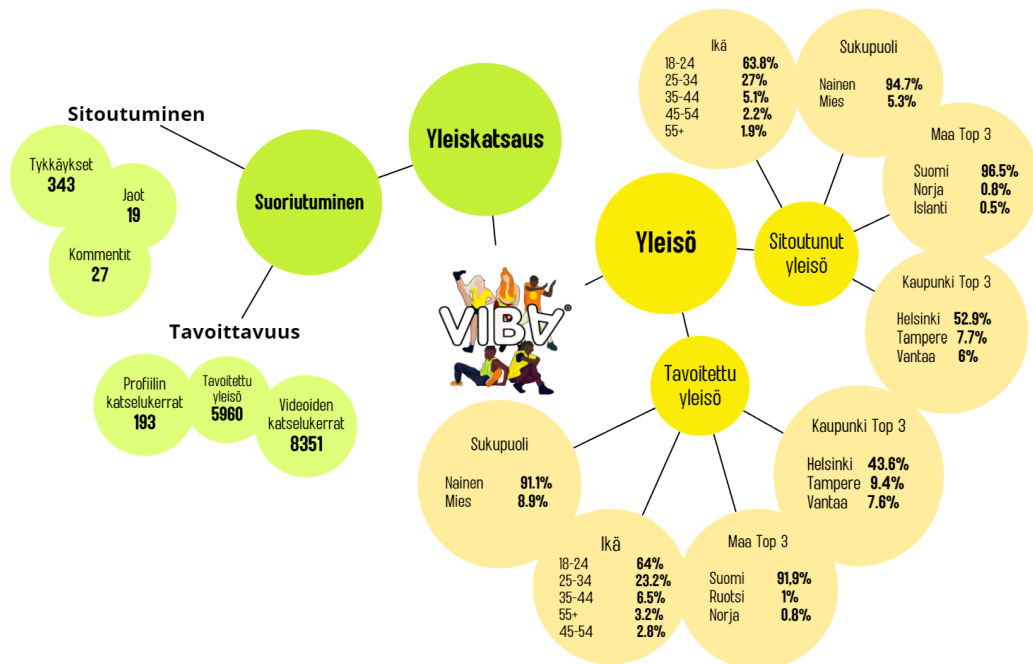 Yleiskatsaus
Suoriutuminen
Sitoutuminen
Tykkäykset
343
Jaot
19
Kommentit
27
Tavoittavuus
Profiilin
katselukerrat
193
Tavoitettu
yleisö
5960
Videoiden
katselukerrat
8351
VIBA®
Yleisö
Sitoutunut
yleisö
Ikä
18-24 63.8%
25-34 27%
35-44 5.1%
45-54 2.2%
55+ 1.9%
Sukupuoli
Nainen 94.7%
Mies 5.3%
Maa Top 3
Suomi 96.5%
Norja 0.8%
Islanti 0.5%
Kaupunki Top 3
Helsinki 52.9%
Tampere 7.7%
Vantaa 6%
Tavoitettu
yleisö
Sukupuoli
Nainen 91.1%
Mies 8.9%
Ikä
18-24 64%
25-34 23.2%
35-44 6.5%
55+ 3.2%
45-54 2.8%
Maa Top 3
Suomi 91,9%
Ruotsi 1%
Norja 0.8%
Kaupunki Top 3
Helsinki 43.6%
Tampere 9.4%
Vantaa 7.6%